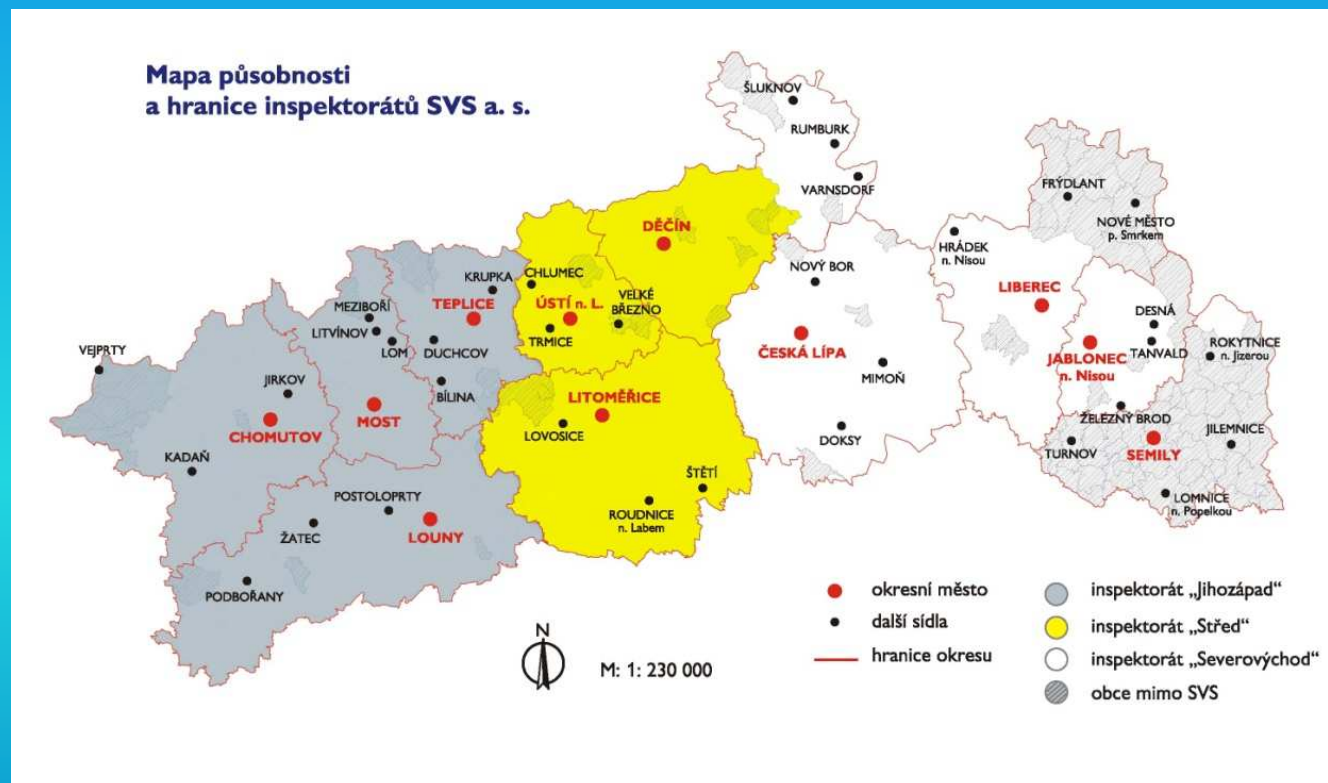 Mapa působnosti
a hranice inspektorátů SVS a. s.
ŠLUKNOV
RUMBURK
VARNSDORF
FRÝDLANT
NOVÉ MĚSTO
p. Smrkem
DĚČÍN
HRÁDEK
n. Nisou
NOVÝ BOR
KRUPKA
CHLUMEC
TEPLICE
ÚSTÍ n. L.
VELKÉ
BŘEZNO
LIBEREC
MEZIBOŘÍ
LITVÍNOV
LOM
DUCHCOV
TRMICE
ČESKÁ LÍPA
DESNÁ
TANVALD
ROKYTNICE
n. Jizerou
VEJPRTY
JABLONEC
n. Nisou
MIMOŇ
JIRKOV
BÍLINA
LITOMĚŘICE
CHOMUTOV
MOST
LOVOSICE
DOKSY
ŽELEZNÝ BROD
JILEMNICE
TURNOV
SEMILY
KADAŇ
ŠTĚTÍ
POSTOLOPRTY
ROUDNICE
n. Labem
LOMNICE
n. Popelkou
ŽATEC
LOUNY
PODBOŘANY
N
M: 1: 230 000
okresní město
další sídla
hranice okresu
inspektorát „Jihozápad“
inspektorát „Střed“
inspektorát „Severovýchod“
obce mimo SVS